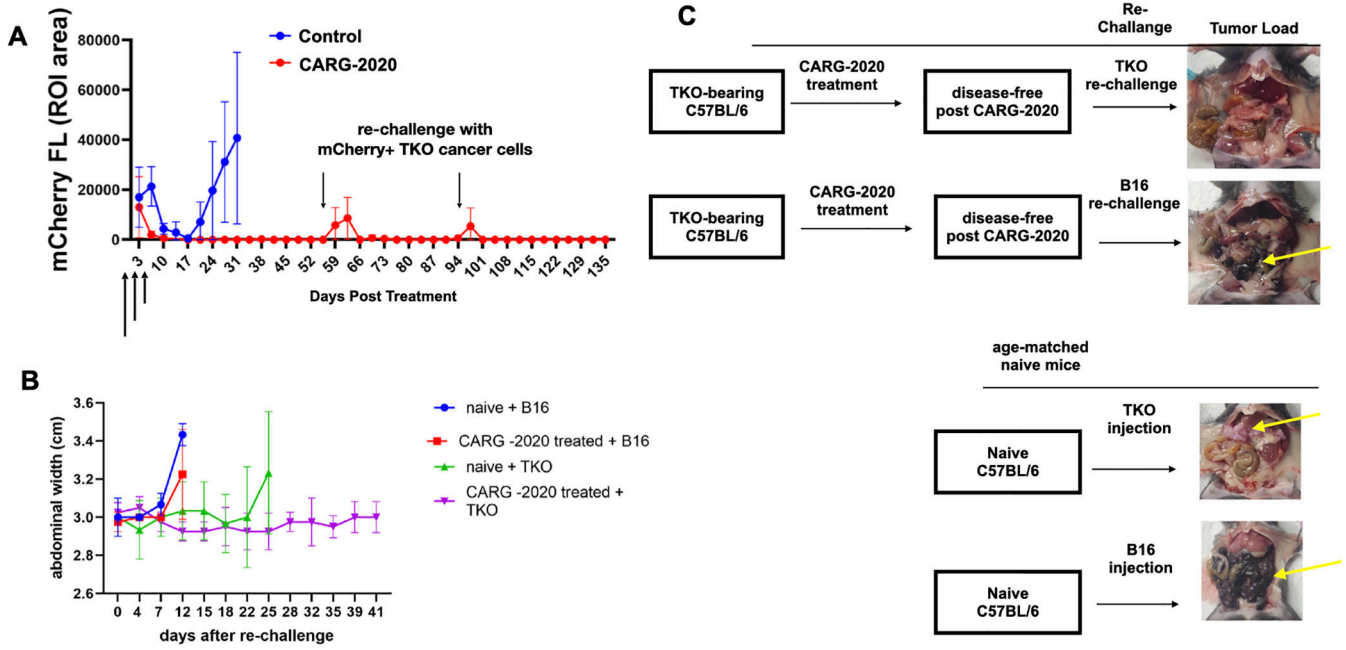 A
mCherry FL (ROI area)
80000
60000
40000
20000
0
Control
CARG-2020
re-challenge with
mCherry+ TKO cancer cells
3 10 17 24 31 38 45 52 59 66 73 80 87 94 101 108 115 122 129 135
Days Post Treatment
B
abdominal width (cm)
3.6
3.4
3.2
3.0
2.8
2.6
0 4 7 12 15 18 22 25 28 32 35 39 41
days after re-challenge
naive + B16
CARG -2020 treated + B16
naive + TKO
CARG -2020 treated +
TKO
C
Re-
Challange
Tumor Load
TKO-bearing
C57BL/6
CARG-2020
treatment
disease-free
post CARG-2020
TKO
re-challenge
TKO-bearing
C57BL/6
CARG-2020
treatment
disease-free
post CARG-2020
B16
re-challenge
age-matched
naive mice
Naive
C57BL/6
TKO
injection
Naive
C57BL/6
B16
injection